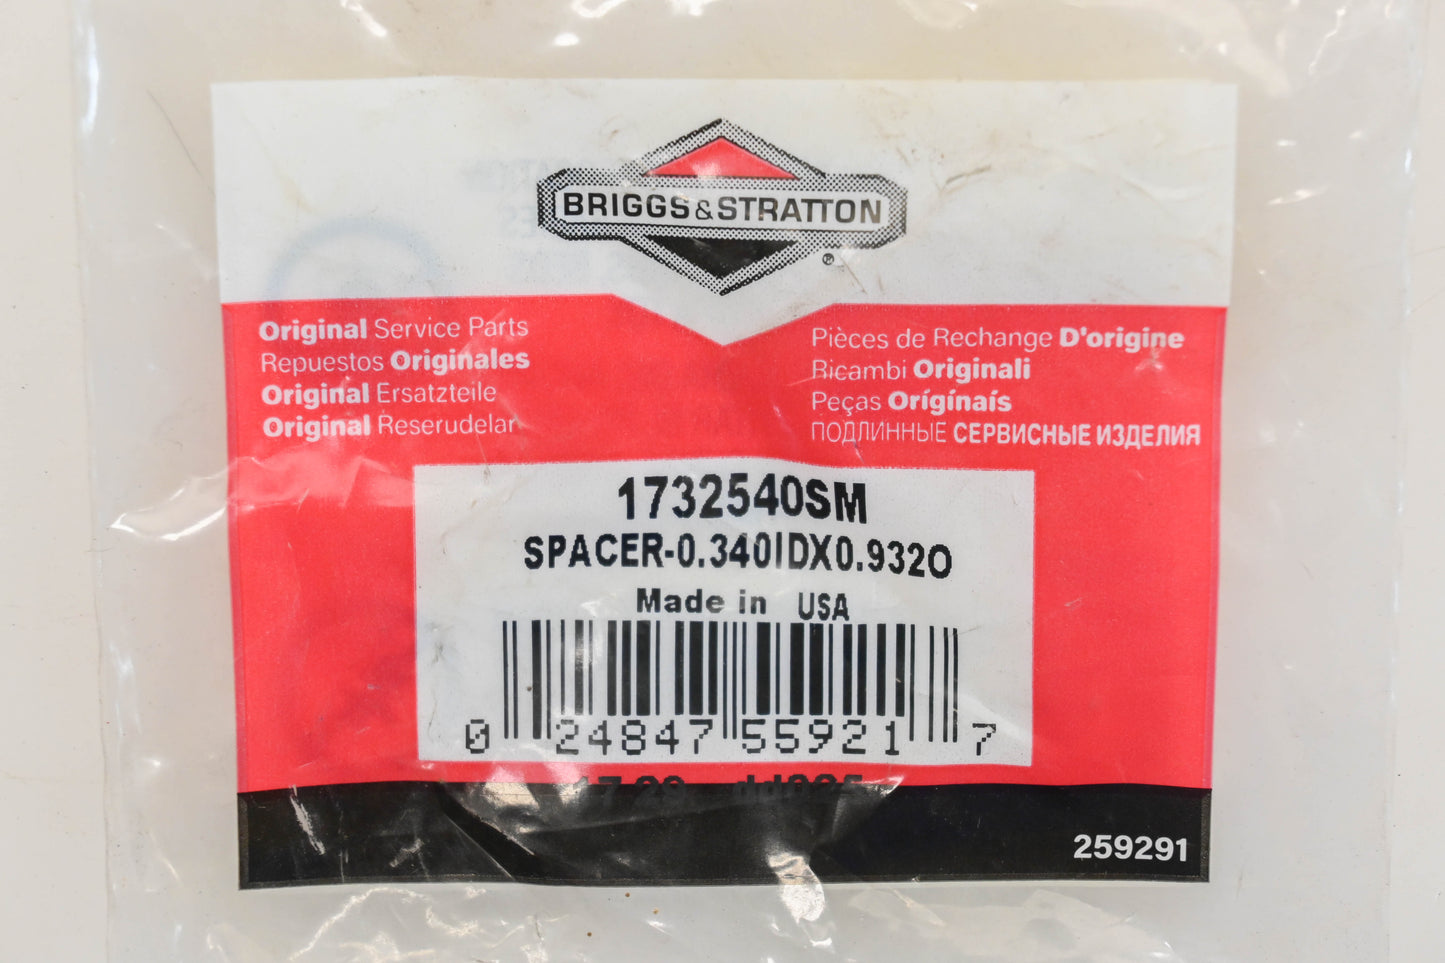 BRIGGS&STRATTON
®
Original Service Parts
Repuestos Originales
Original Ersatzteile
Original Reserudelar
Pièces de Rechange D'origine
Ricambi Originali
Peças Orígínaís
ПОДЛИННЫЕ СЕРВИСНЫЕ ИЗДЕЛИЯ
1732540SM
SPACER-0.340IDX0.932O
Made in USA
0 24847 55921 7
259291